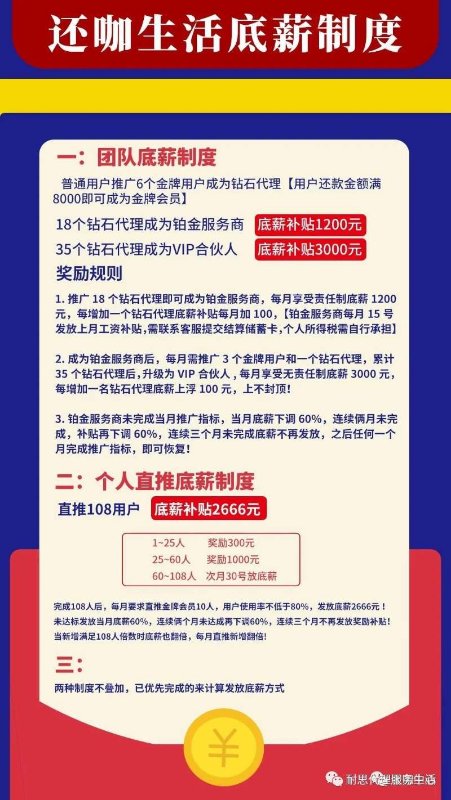 还咖生活底薪制度
一：团队底薪制度
普通用户推广6个金牌用户成为钻石代理【用户还款金额满
8000即可成为金牌会员】
18个钻石代理成为铂金服务商 底薪补贴1200元
35个钻石代理成为VIP合伙人 底薪补贴3000元
奖励规则
1. 推广 18 个钻石代理即可成为铂金服务商，每月享受责任制底薪 1200
元，每增加一个钻石代理底薪补贴每月加 100,【铂金服务商每月 15 号
发放上月工资补贴,需联系客服提交结算储蓄卡,个人所得税需自行承担】
2. 成为铂金服务商后，每月需推广 3 个金牌用户和一个钻石代理，累计
35 个钻石代理后,升级为 VIP 合伙人 , 每月享受无责任制底薪 3000 元，
每增加一名钻石代理底薪上浮 100 元，上不封顶！
3. 铂金服务商未完成当月推广指标，当月底薪下调 60%，连续俩月未完
成，补贴再下调 60%，连续三个月未完成底薪不再发放，之后任何一个
月完成推广指标，即可恢复！
二：个人直推底薪制度
直推108用户 底薪补贴2666元
1~25人 奖励300元
25~60人 奖励1000元
60~108人 次月30号放底薪
完成108人后，每月要求直推金牌会员10人，用户使用率不低于80%，发放底薪2666元！
未达标发放当月底薪60%，连续俩个月未达成再下调60%，连续三个月不再发放奖励补贴！
当新增满足108人倍数时底薪也翻倍，每月直推新增翻倍!
三：
两种制度不叠加，已优先完成的来计算发放底薪方式